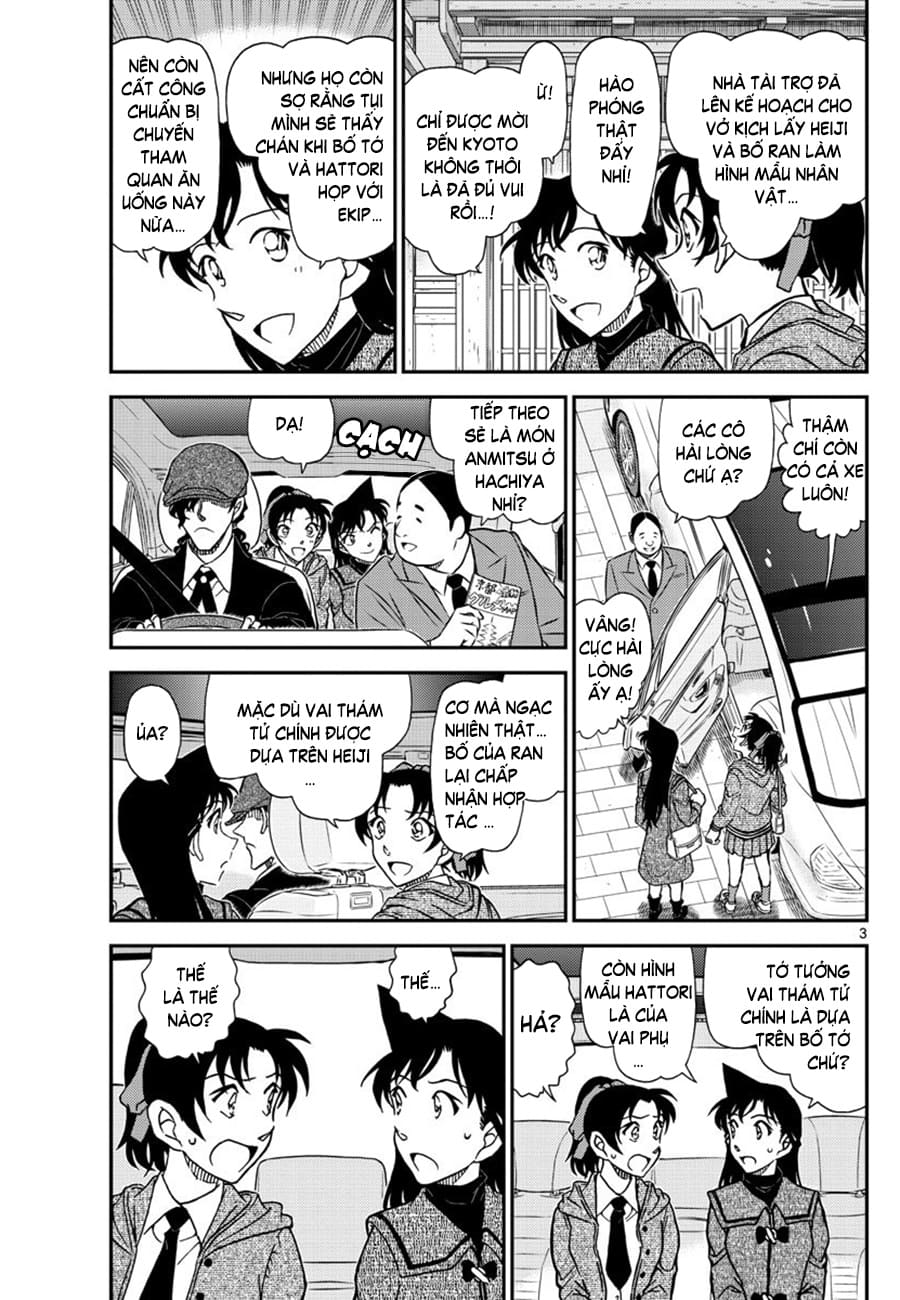 NHÀ TÀI TRỢ ĐÃ
LÊN KẾ HOẠCH CHO
VỞ KỊCH LẤY HEIJI
VÀ BỐ RAN LÀM
HÌNH MẪU NHÂN
VẬT...
HÀO
PHÓNG THẬT
ĐẤY
NHỈ!
Ừ!
CHỈ ĐƯỢC MỜI
ĐẾN KYOTO
KHÔNG THÔI
LÀ ĐÃ ĐỦ VUI
RỒI...!
NHƯNG HỌ CÒN
SỢ RẰNG TỤI
MÌNH SẼ THẤY
CHÁN KHI BỐ TỚ
VÀ HATTORI
HỌP VỚI
EKIP...
NÊN CÒN
CẤT CÔNG
CHUẨN BỊ
CHUYẾN
THAM
QUAN ĂN
UỐNG NÀY
NỮA...
THẬM
CHÍ CÒN
CÓ CẢ XE
LUÔN!
CÁC CÔ
HÀI LÒNG
CHỨ Ạ?
VÂNG!
CỰC HÀI
LÒNG
ẤY Ạ!
TIẾP THEO
SẼ LÀ MÓN
ANMITSU Ở
HACHIYA
NHỈ?
CẠCH
DẠ!
CƠ MÀ NGẠC
NHIÊN THẬT...
BỐ CỦA RAN
LẠI CHẤP
NHẬN HỢP
TÁC ...
MẶC DÙ VAI THÁM
TỬ CHÍNH ĐƯỢC
DỰA TRÊN HEIJI
...
ỦA?
3
TỚ TƯỞNG
VAI THÁM TỬ
CHÍNH LÀ DỰA
TRÊN BỐ TỚ
CHỨ?
CÒN HÌNH
MẪU HATTORI
LÀ CỦA
VAI PHỤ
...
HẢ?
THẾ...
THẾ
LÀ THẾ
NÀO?